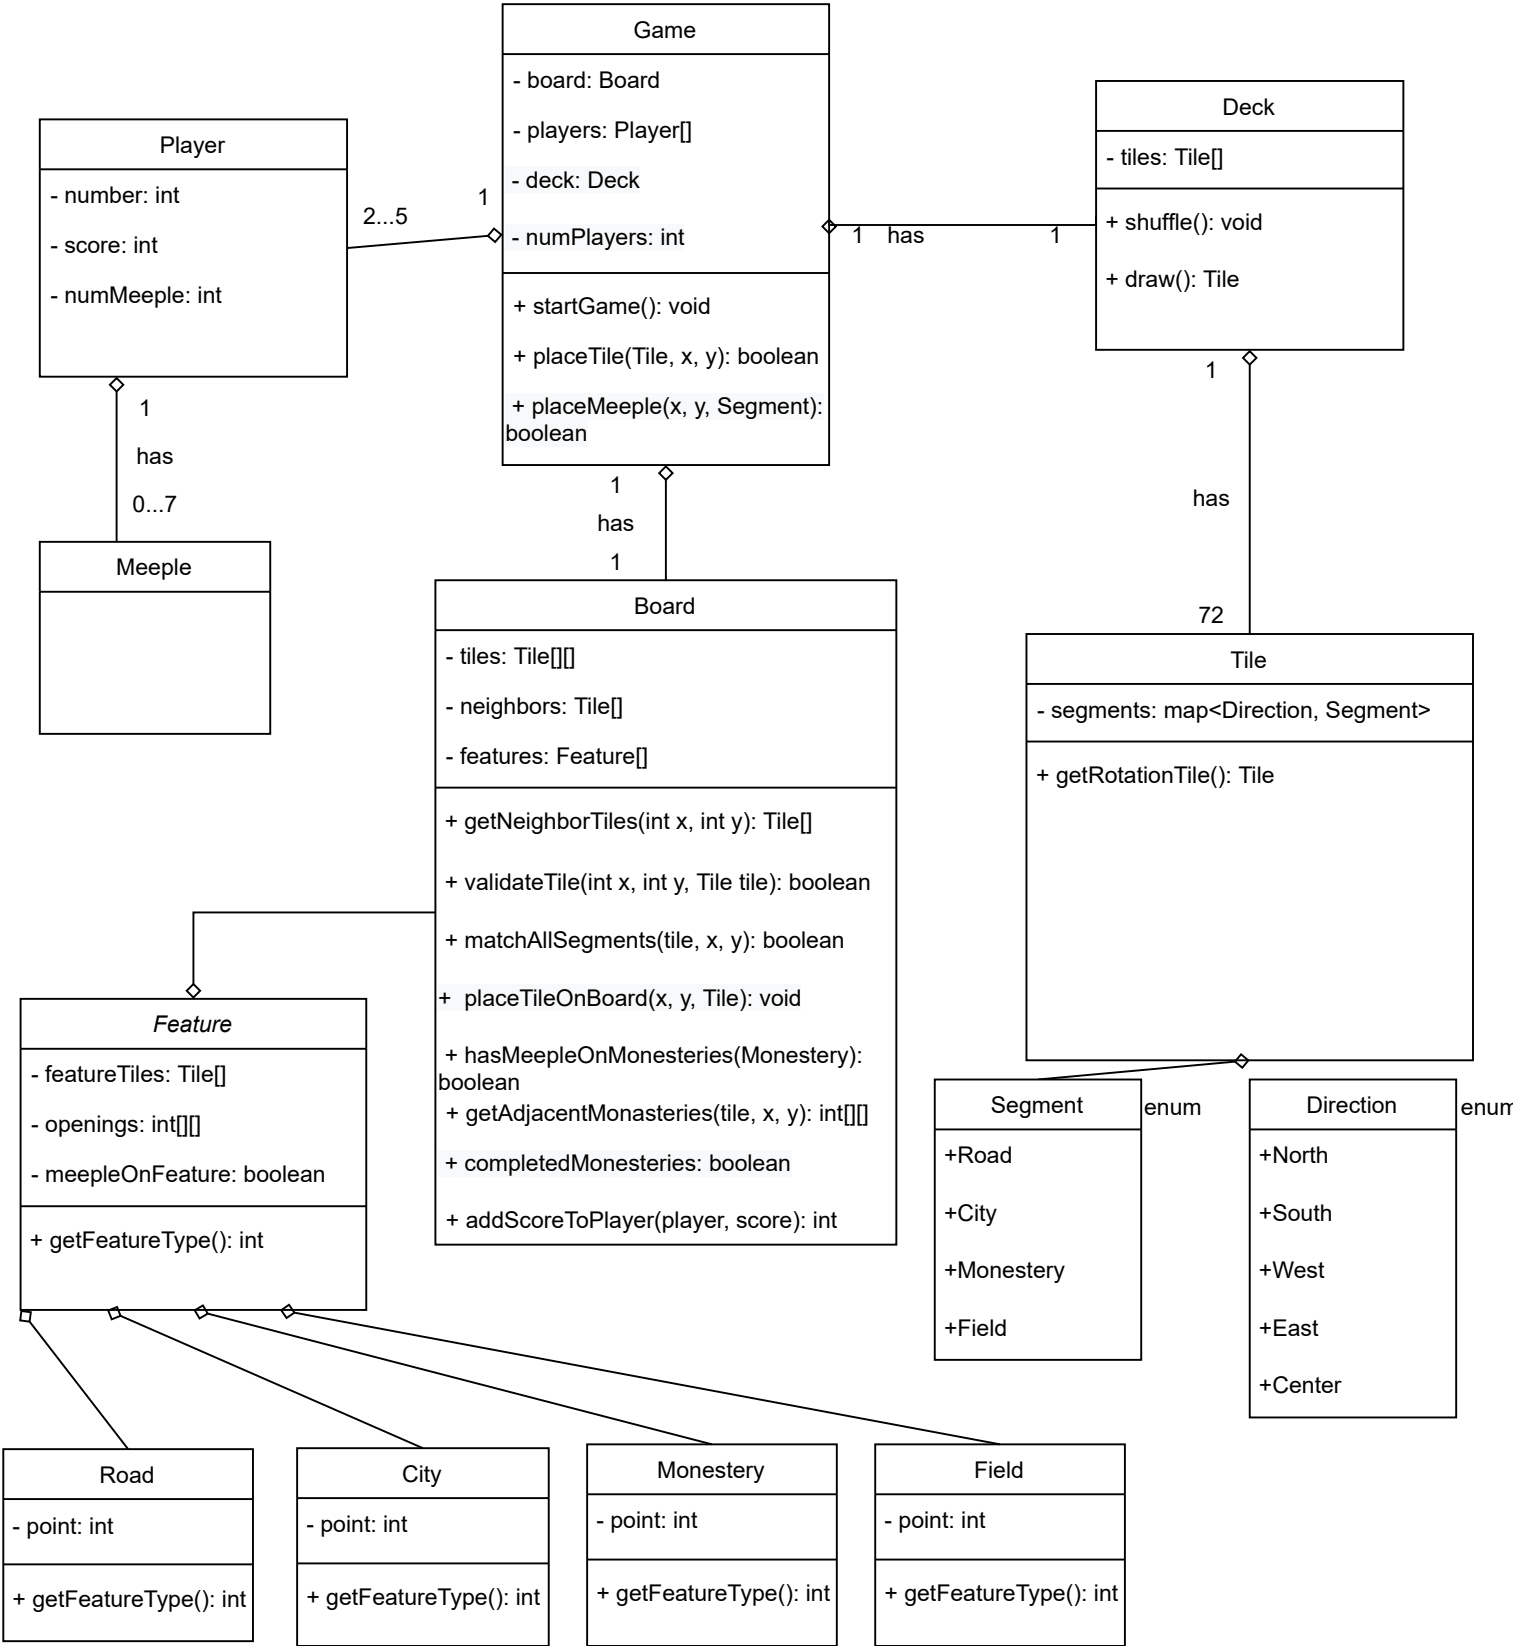 Game
- board: Board
- players: Player[]
- deck: Deck
- numPlayers: int
+ startGame(): void
+ placeTile(Tile, x, y): boolean
+ placeMeeple(x, y, Segment):
boolean
Player
- number: int
- score: int
- numMeeple: int
2...5
1
1
has
1
Deck
- tiles: Tile[]
+ shuffle(): void
+ draw(): Tile
1
has
0...7
Meeple
1
has
1
1
has
72
Board
- tiles: Tile[][]
- neighbors: Tile[]
- features: Feature[]
+ getNeighborTiles(int x, int y): Tile[]
+ validateTile(int x, int y, Tile tile): boolean
+ matchAllSegments(tile, x, y): boolean
+ placeTileOnBoard(x, y, Tile): void
+ hasMeepleOnMonesteries(Monestery):
boolean
+ getAdjacentMonasteries(tile, x, y): int[][]
+ completedMonesteries: boolean
+ addScoreToPlayer(player, score): int
Tile
- segments: map<Direction, Segment>
+ getRotationTile(): Tile
Feature
- featureTiles: Tile[]
- openings: int[][]
- meepleOnFeature: boolean
+ getFeatureType(): int
Segment
enum
+Road
+City
+Monestery
+Field
Direction
enum
+North
+South
+West
+East
+Center
Road
- point: int
+ getFeatureType(): int
City
- point: int
+ getFeatureType(): int
Monestery
- point: int
+ getFeatureType(): int
Field
- point: int
+ getFeatureType(): int